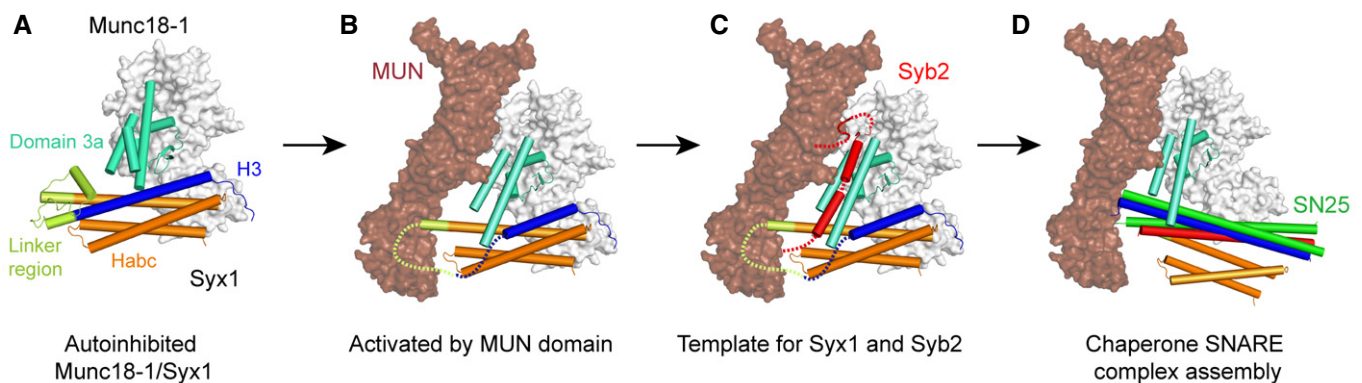 A
Munc18-1
Domain 3a
H3
Linker
region
Habc
Syx1
Autoinhibited
Munc18-1/Syx1
B
MUN
Activated by MUN domain
C
Syb2
Template for Syx1 and Syb2
D
SN25
Chaperone SNARE
complex assembly